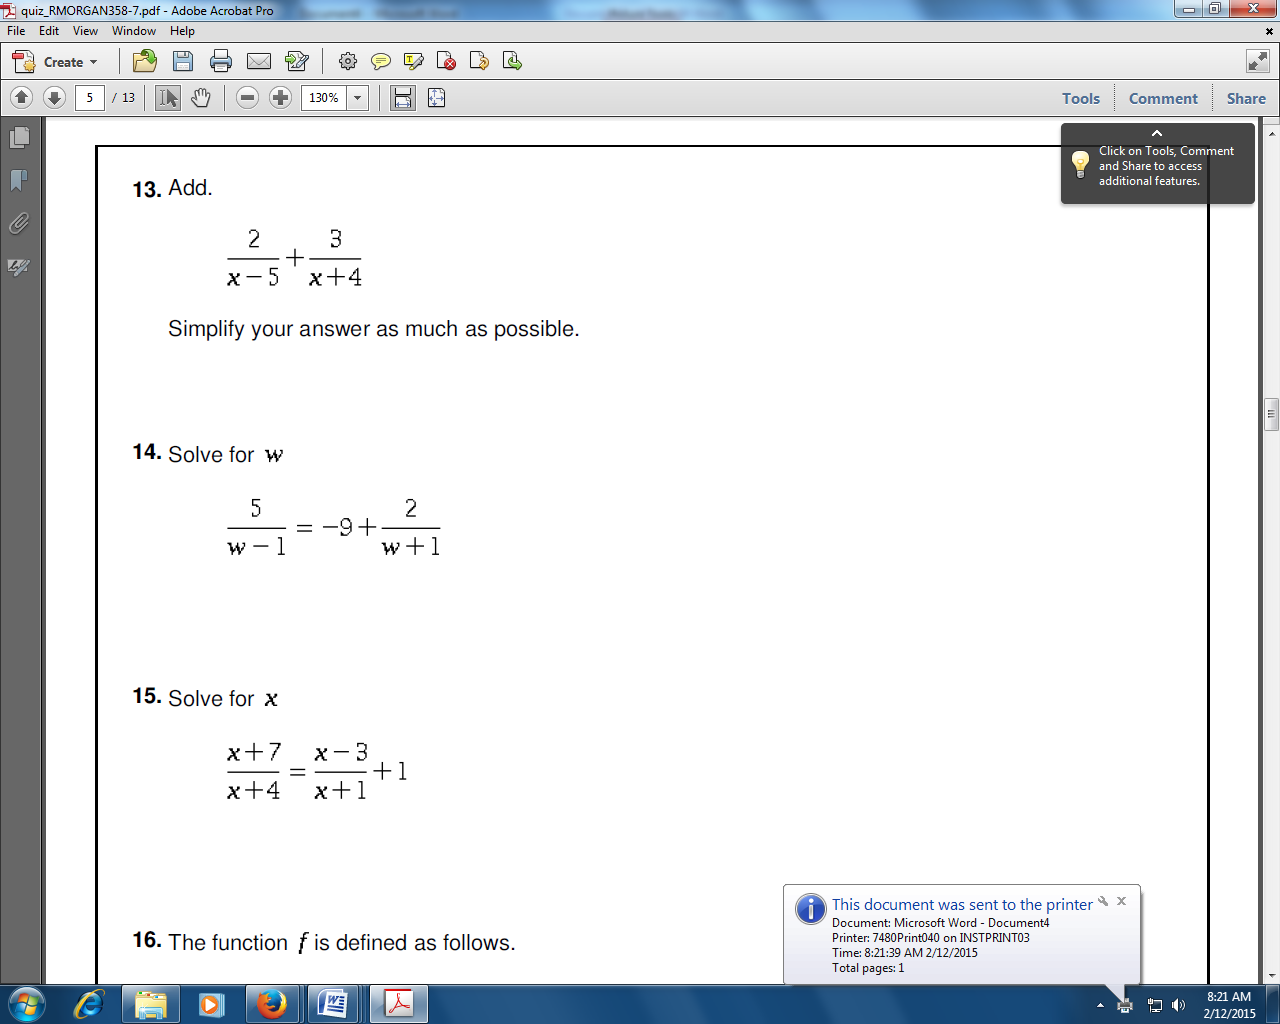 quiz_RMORGAN358-7.pdf - Adobe Acrobat Pro
File Edit View Window Help
Create
5 / 13 130% Tools Comment Share
Click on Tools, Comment
and Share to access
additional features.
13. Add.
2/(x − 5) + 3/(x + 4)
Simplify your answer as much as possible.
14. Solve for w
5/(w − 1) = −9 + 2/(w + 1)
15. Solve for x
(x + 7)/(x + 4) = (x − 3)/(x + 1) + 1
16. The function f is defined as follows.
This document was sent to the printer
Document: Microsoft Word - Document4
Printer: 7480Print040 on INSTPRINT03
Time: 8:21:39 AM 2/12/2015
Total pages: 1
8:21 AM
2/12/2015